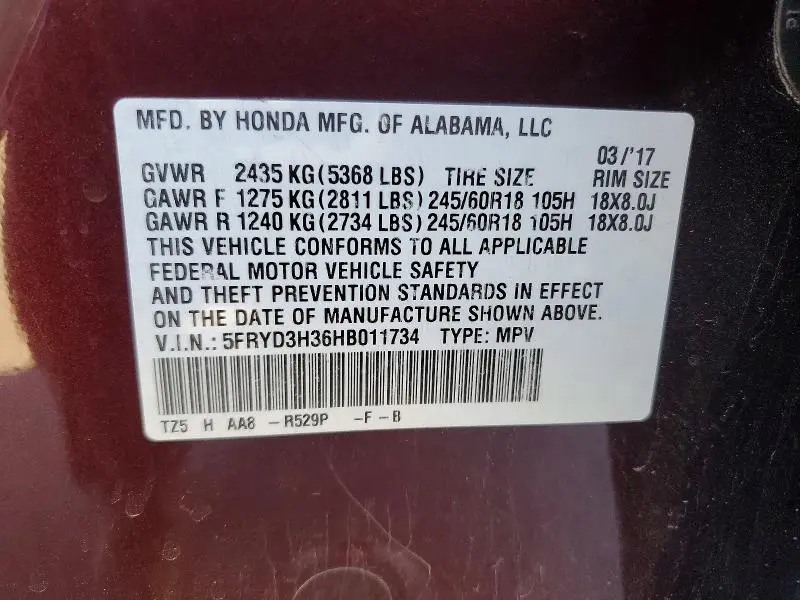 MFD. BY HONDA MFG. OF ALABAMA, LLC
03/'17
GVWR 2435 KG (5368 LBS) TIRE SIZE RIM SIZE
GAWR F 1275 KG (2811 LBS) 245/60R18 105H 18X8.0J
GAWR R 1240 KG (2734 LBS) 245/60R18 105H 18X8.0J
THIS VEHICLE CONFORMS TO ALL APPLICABLE
FEDERAL MOTOR VEHICLE SAFETY
AND THEFT PREVENTION STANDARDS IN EFFECT
ON THE DATE OF MANUFACTURE SHOWN ABOVE.
V.I.N.: 5FRYD3H36HB011734 TYPE: MPV
TZ5 H AA8 -R529P -F-B